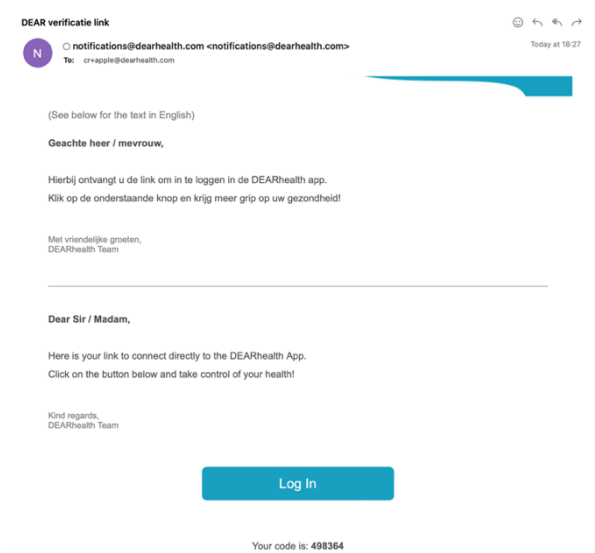 DEAR verificatie link
N
notifications@dearhealth.com <notifications@dearhealth.com>
Today at 18:27
To: cr+apple@dearhealth.com
(See below for the text in English)
Geachte heer / mevrouw,
Hierbij ontvangt u de link om in te loggen in de DEARhealth app.
Klik op de onderstaande knop en krijg meer grip op uw gezondheid!
Met vriendelijke groeten,
DEARhealth Team
Dear Sir / Madam,
Here is your link to connect directly to the DEARhealth App.
Click on the button below and take control of your health!
Kind regards,
DEARhealth Team
Log In
Your code is: 498364